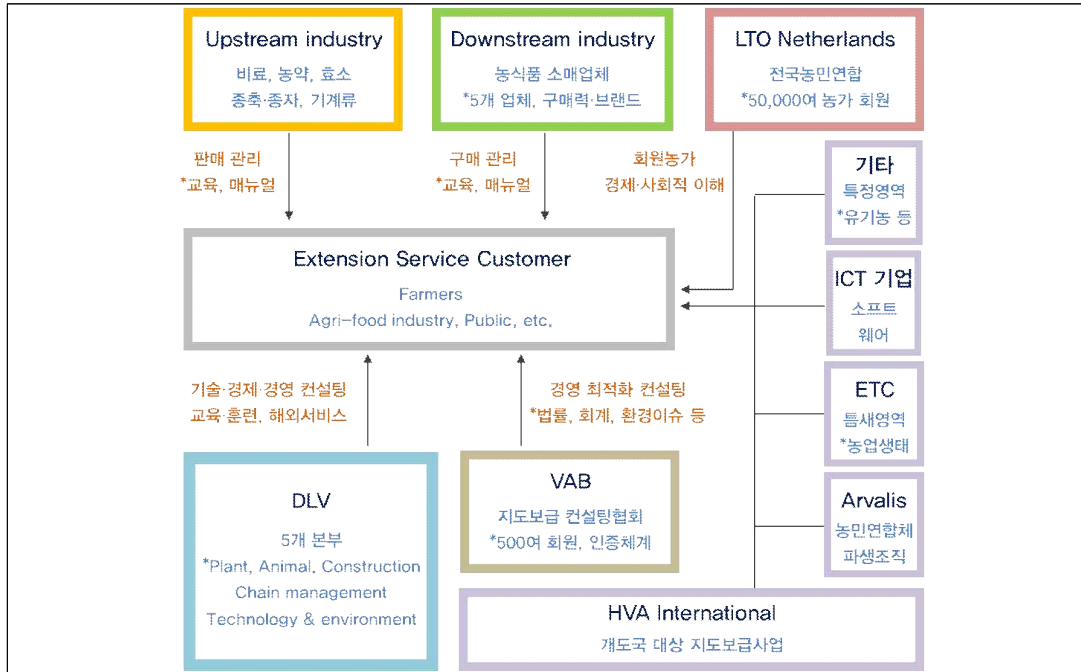 Upstream industry
비료, 농약, 효소
종축·종자, 기계류
Downstream industry
농식품 소매업체
*5개 업체, 구매력·브랜드
LTO Netherlands
전국농민연합
*50,000여 농가 회원
판매 관리
*교육, 매뉴얼
구매 관리
*교육, 매뉴얼
회원농가
경제·사회적 이해
기타
특정영역
*유기농 등
Extension Service Customer
Farmers
Agri-food industry, Public, etc.
ICT 기업
소프트
웨어
기술·경제·경영 컨설팅
교육·훈련, 해외서비스
경영 최적화 컨설팅
*법률, 회계, 환경이슈 등
ETC
틈새영역
*농업생태
DLV
5개 본부
*Plant, Animal, Construction
Chain management
Technology & environment
VAB
지도보급 컨설팅협회
*500여 회원, 인증체계
Arvalis
농민연합체
파생조직
HVA International
개도국 대상 지도보급사업